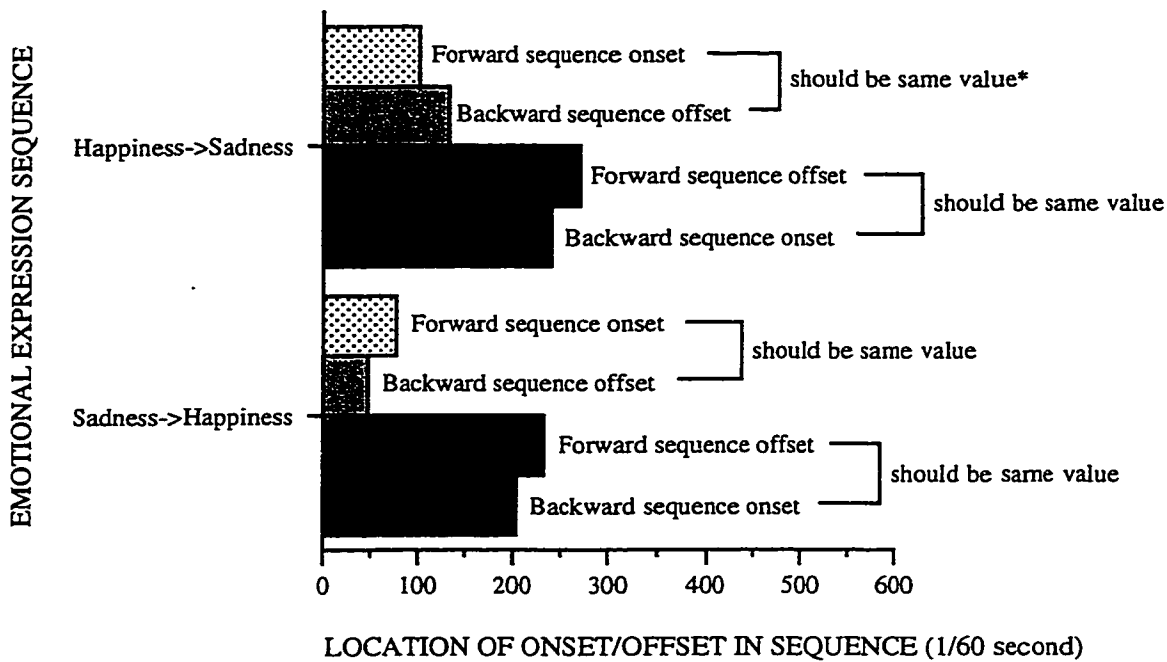 EMOTIONAL EXPRESSION SEQUENCE
Forward sequence onset
should be same value*
Backward sequence offset
Happiness->Sadness
Forward sequence offset
should be same value
Backward sequence onset
Forward sequence onset
should be same value
Backward sequence offset
Sadness->Happiness
Forward sequence offset
should be same value
Backward sequence onset
0 100 200 300 400 500 600
LOCATION OF ONSET/OFFSET IN SEQUENCE (1/60 second)